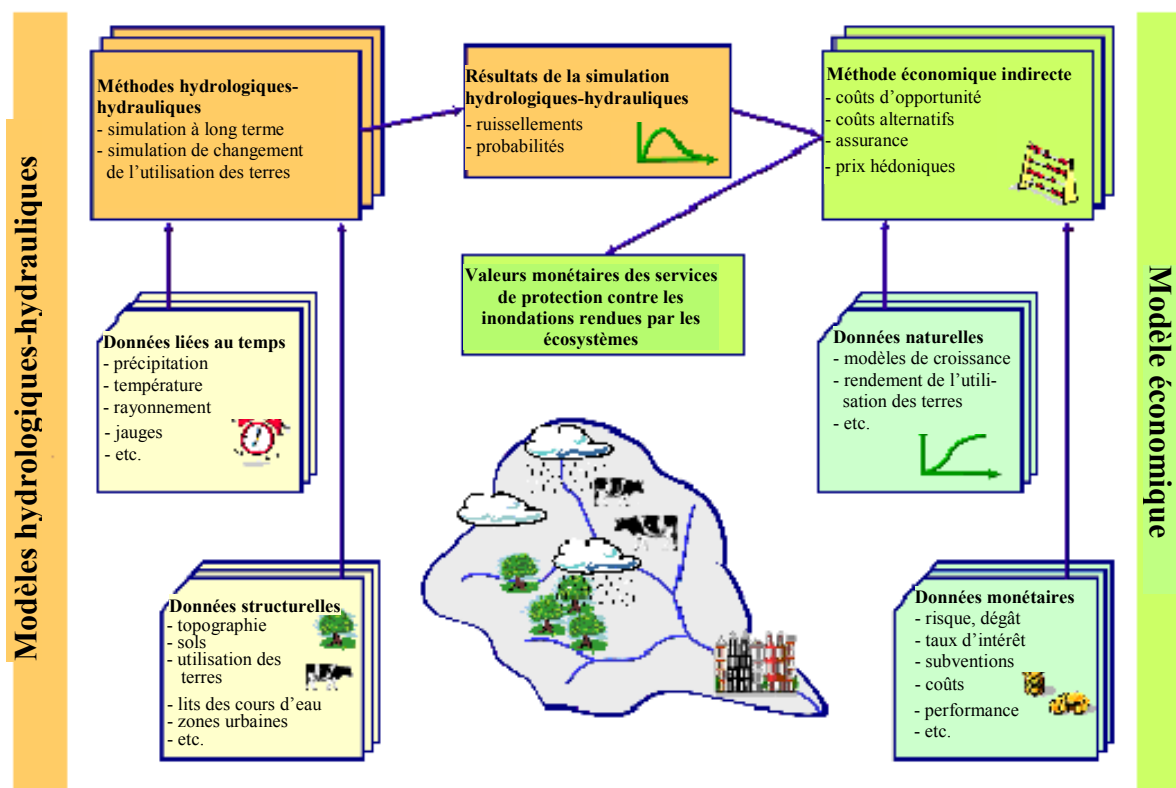 Modèles hydrologiques-hydrauliques
Méthodes hydrologiques-
hydrauliques
- simulation à long terme
- simulation de changement
de l'utilisation des terres
Résultats de la simulation
hydrologiques-hydrauliques
- ruissellements
- probabilités
Méthode économique indirecte
- coûts d'opportunité
- coûts alternatifs
- assurance
- prix hédoniques
Valeurs monétaires des services
de protection contre les
inondations rendues par les
écosystèmes
Données liées au temps
- précipitation
- température
- rayonnement
- jauges
- etc.
Données naturelles
- modèles de croissance
- rendement de l'utili-
sation des terres
- etc.
Données structurelles
- topographie
- sols
- utilisation des
terres
- lits des cours d'eau
- zones urbaines
- etc.
Données monétaires
- risque, dégât
- taux d'intérêt
- subventions
- coûts
- performance
- etc.
Modèle économique